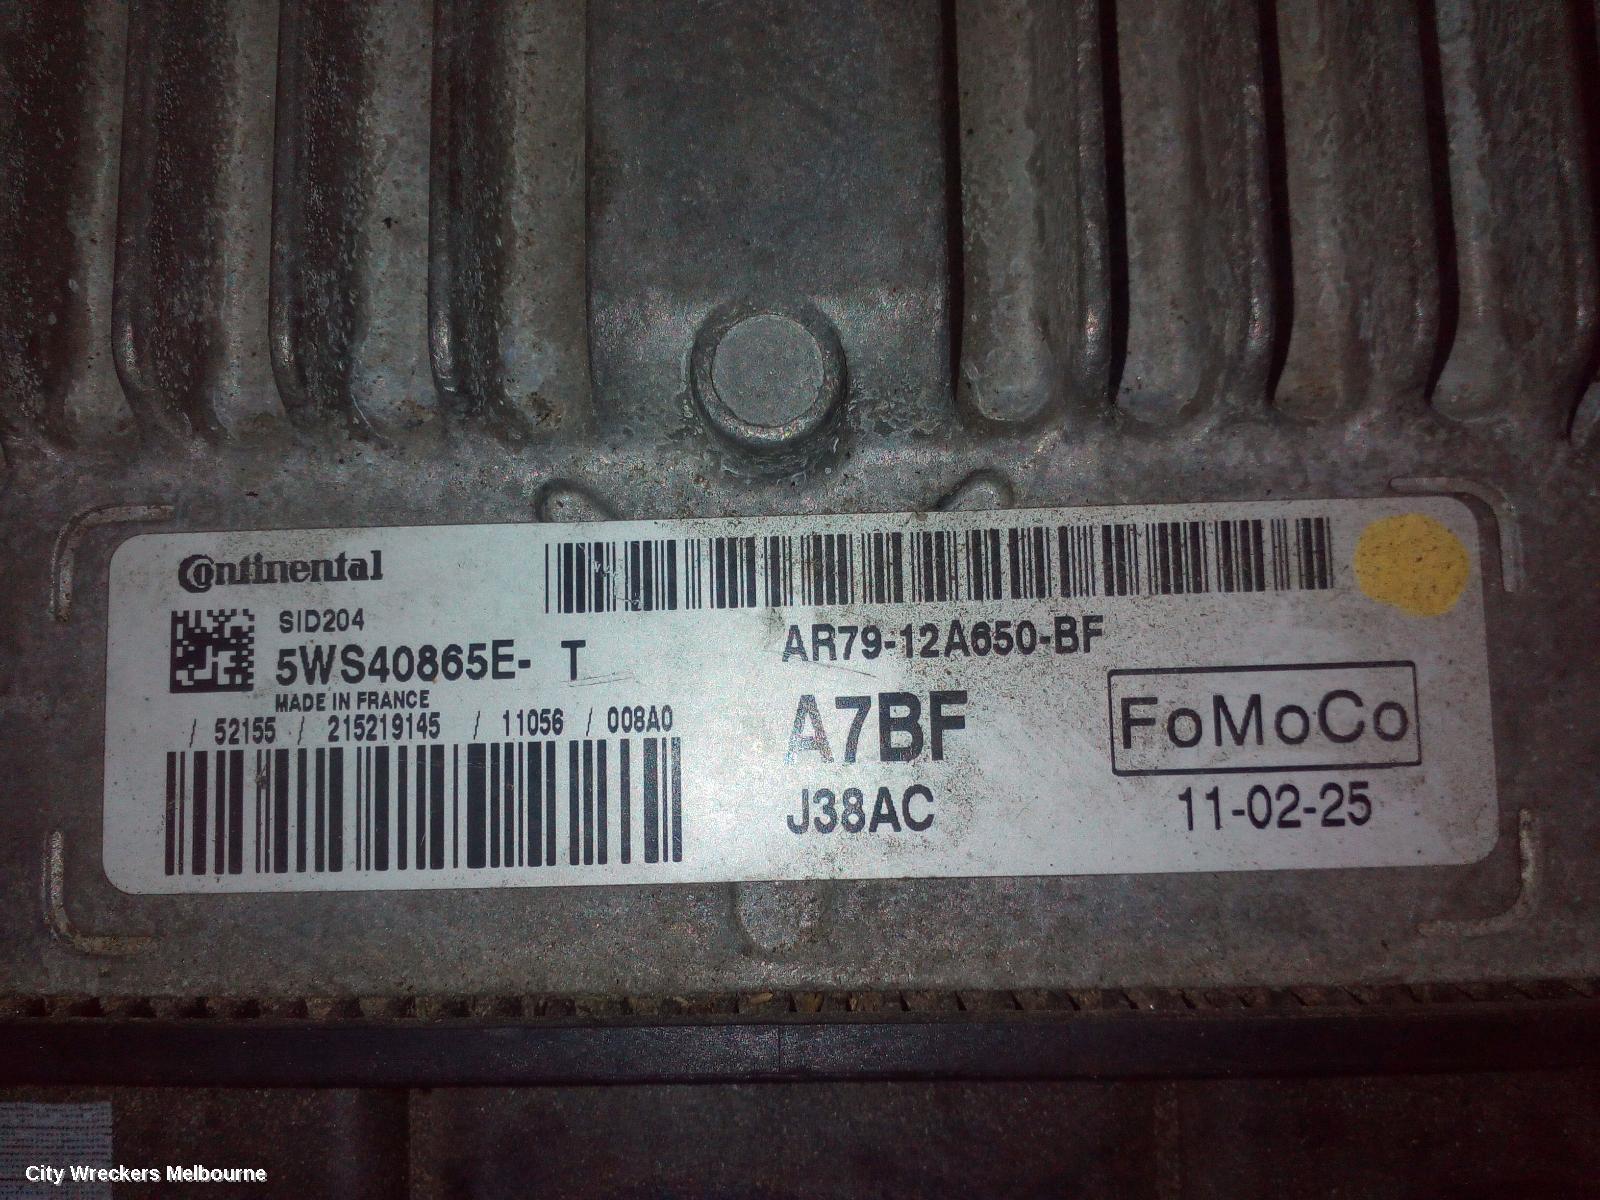 Continental
SID204
5WS40865E- T
MADE IN FRANCE
/ 52155 / 215219145 / 11056 / 008A0
AR79-12A650-BF
A7BF
J38AC
FoMoCo
11-02-25
City Wreckers Melbourne